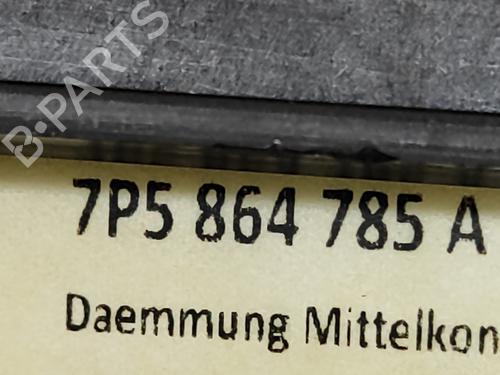 B-PARTS
7P5 864 785 A
Daemmung Mittelkon